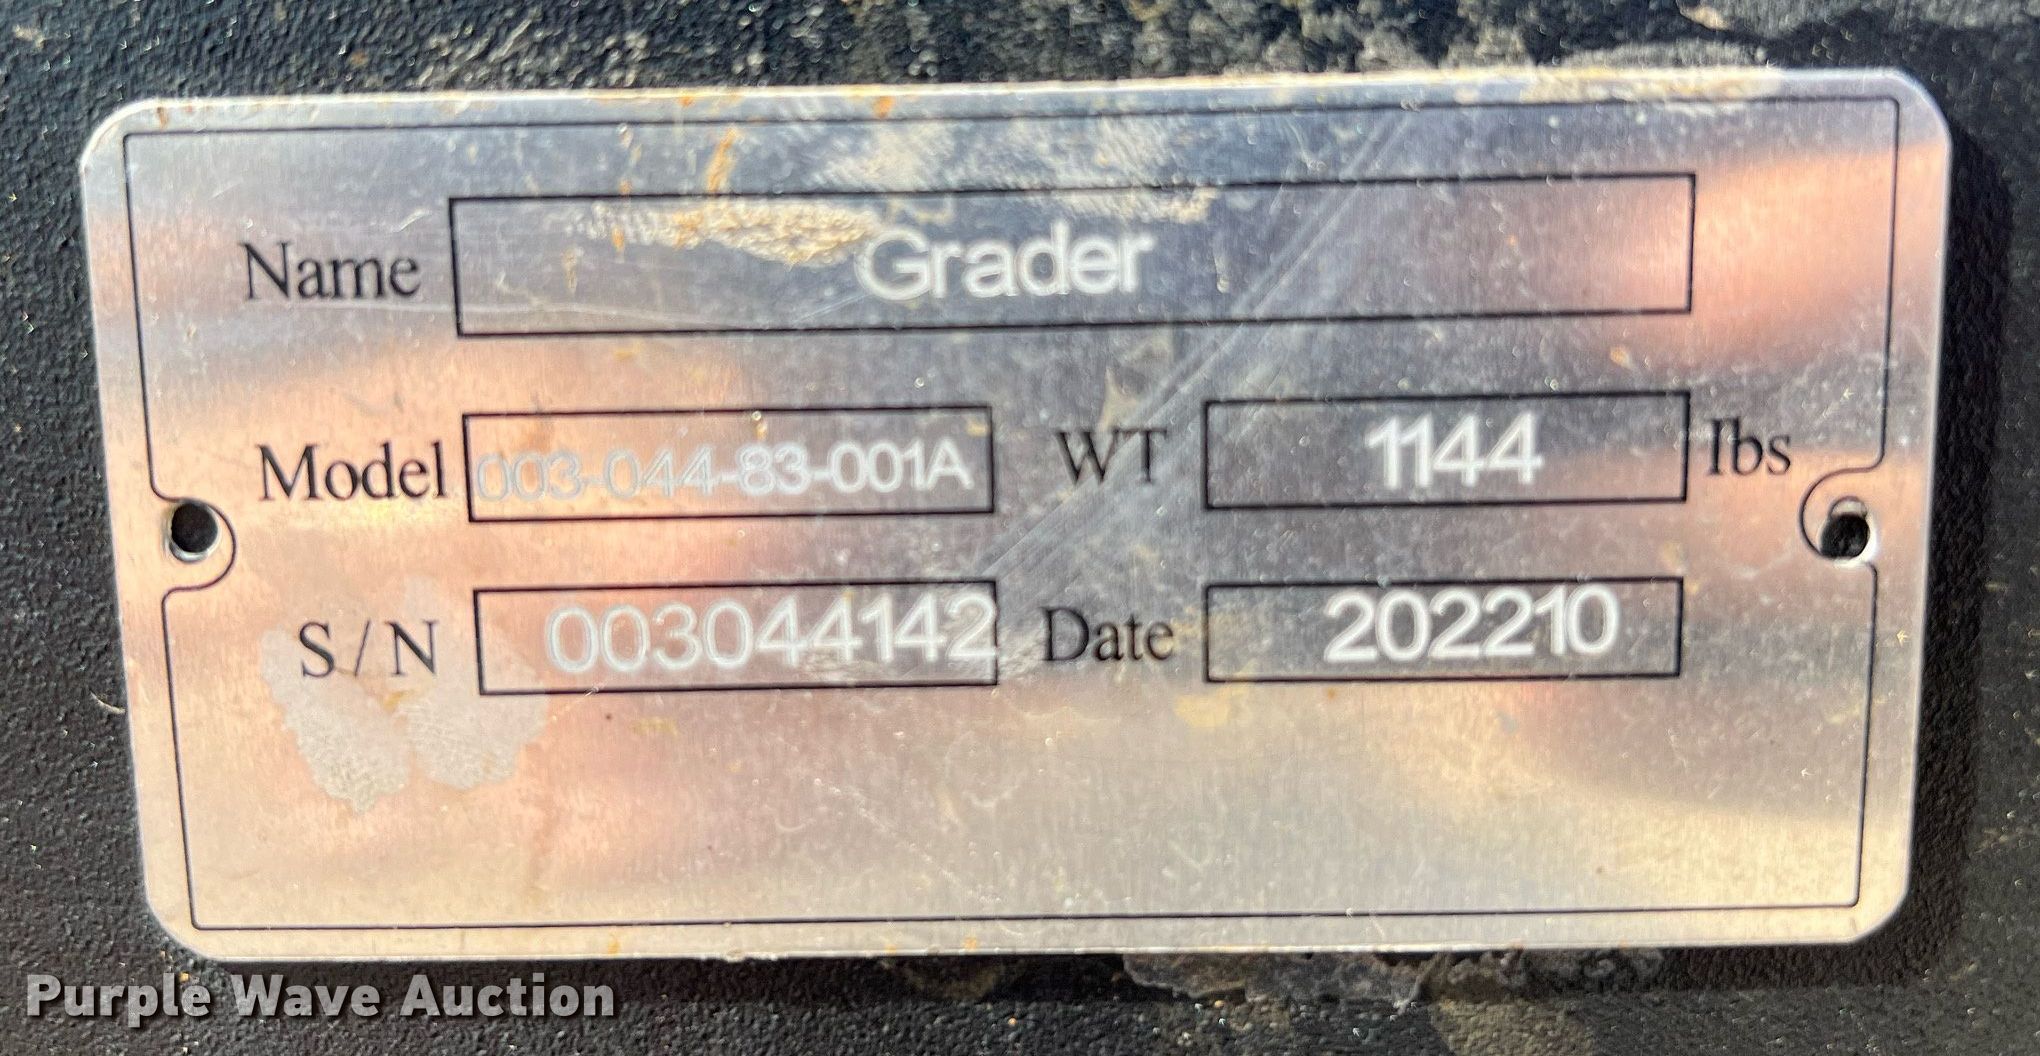 Name Grader
Model 003-044-83-001A WT 1144 lbs
S/N 003044142 Date 202210
Purple Wave Auction